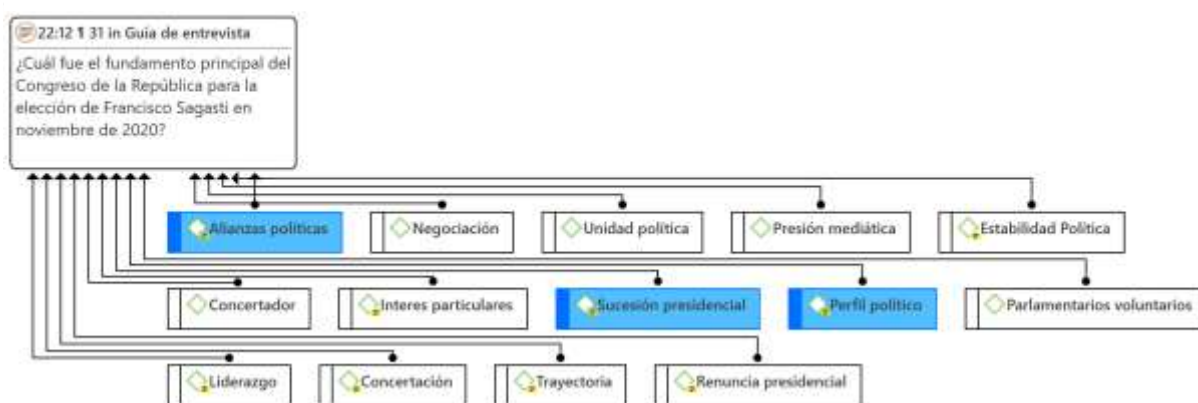 22:12 ¶ 31 in Guia de entrevista
¿Cuál fue el fundamento principal del
Congreso de la República para la
elección de Francisco Sagasti en
noviembre de 2020?
Alianzas políticas
Negociación
Unidad política
Presión mediática
Estabilidad Política
Concertador
Interes particulares
Sucesión presidencial
Perfil político
Parlamentarios voluntarios
Liderazgo
Concertación
Trayectoria
Renuncia presidencial